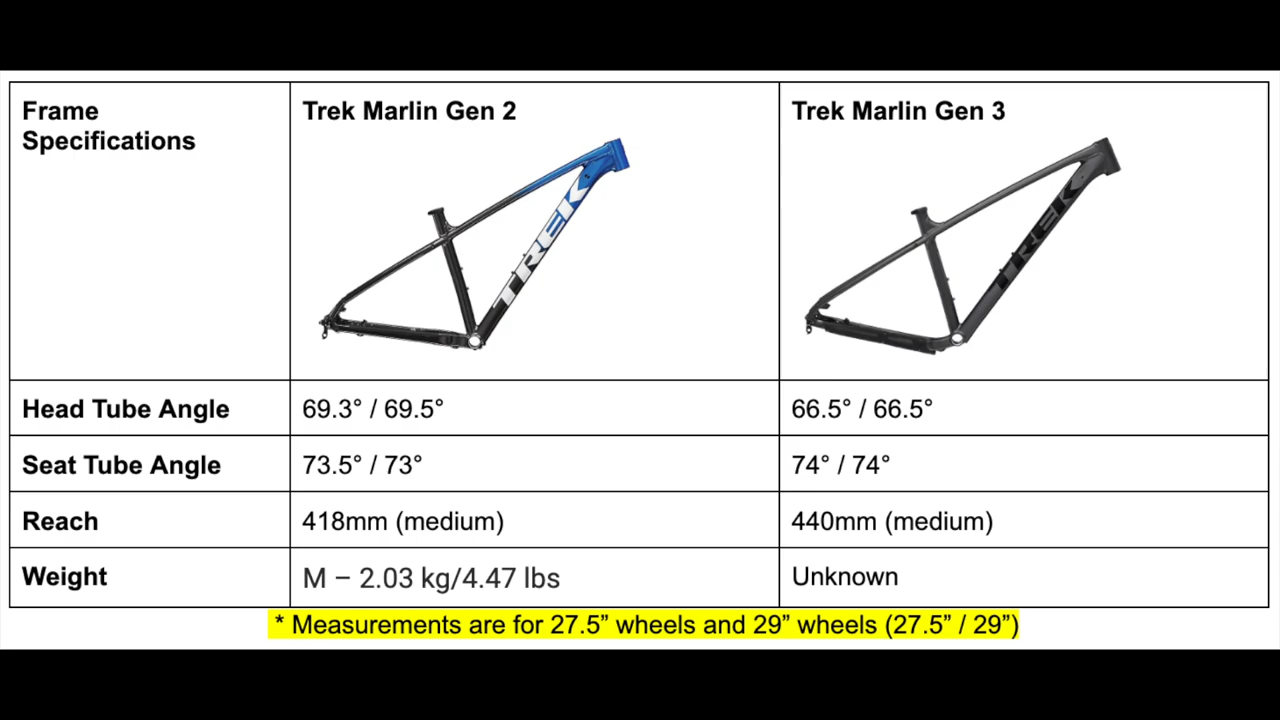 Frame
Specifications
Trek Marlin Gen 2
Trek Marlin Gen 3
TREK
TREK
Head Tube Angle
69.3° / 69.5°
66.5° / 66.5°
Seat Tube Angle
73.5° / 73°
74° / 74°
Reach
418mm (medium)
440mm (medium)
Weight
M – 2.03 kg/4.47 lbs
Unknown
* Measurements are for 27.5” wheels and 29” wheels (27.5” / 29”)